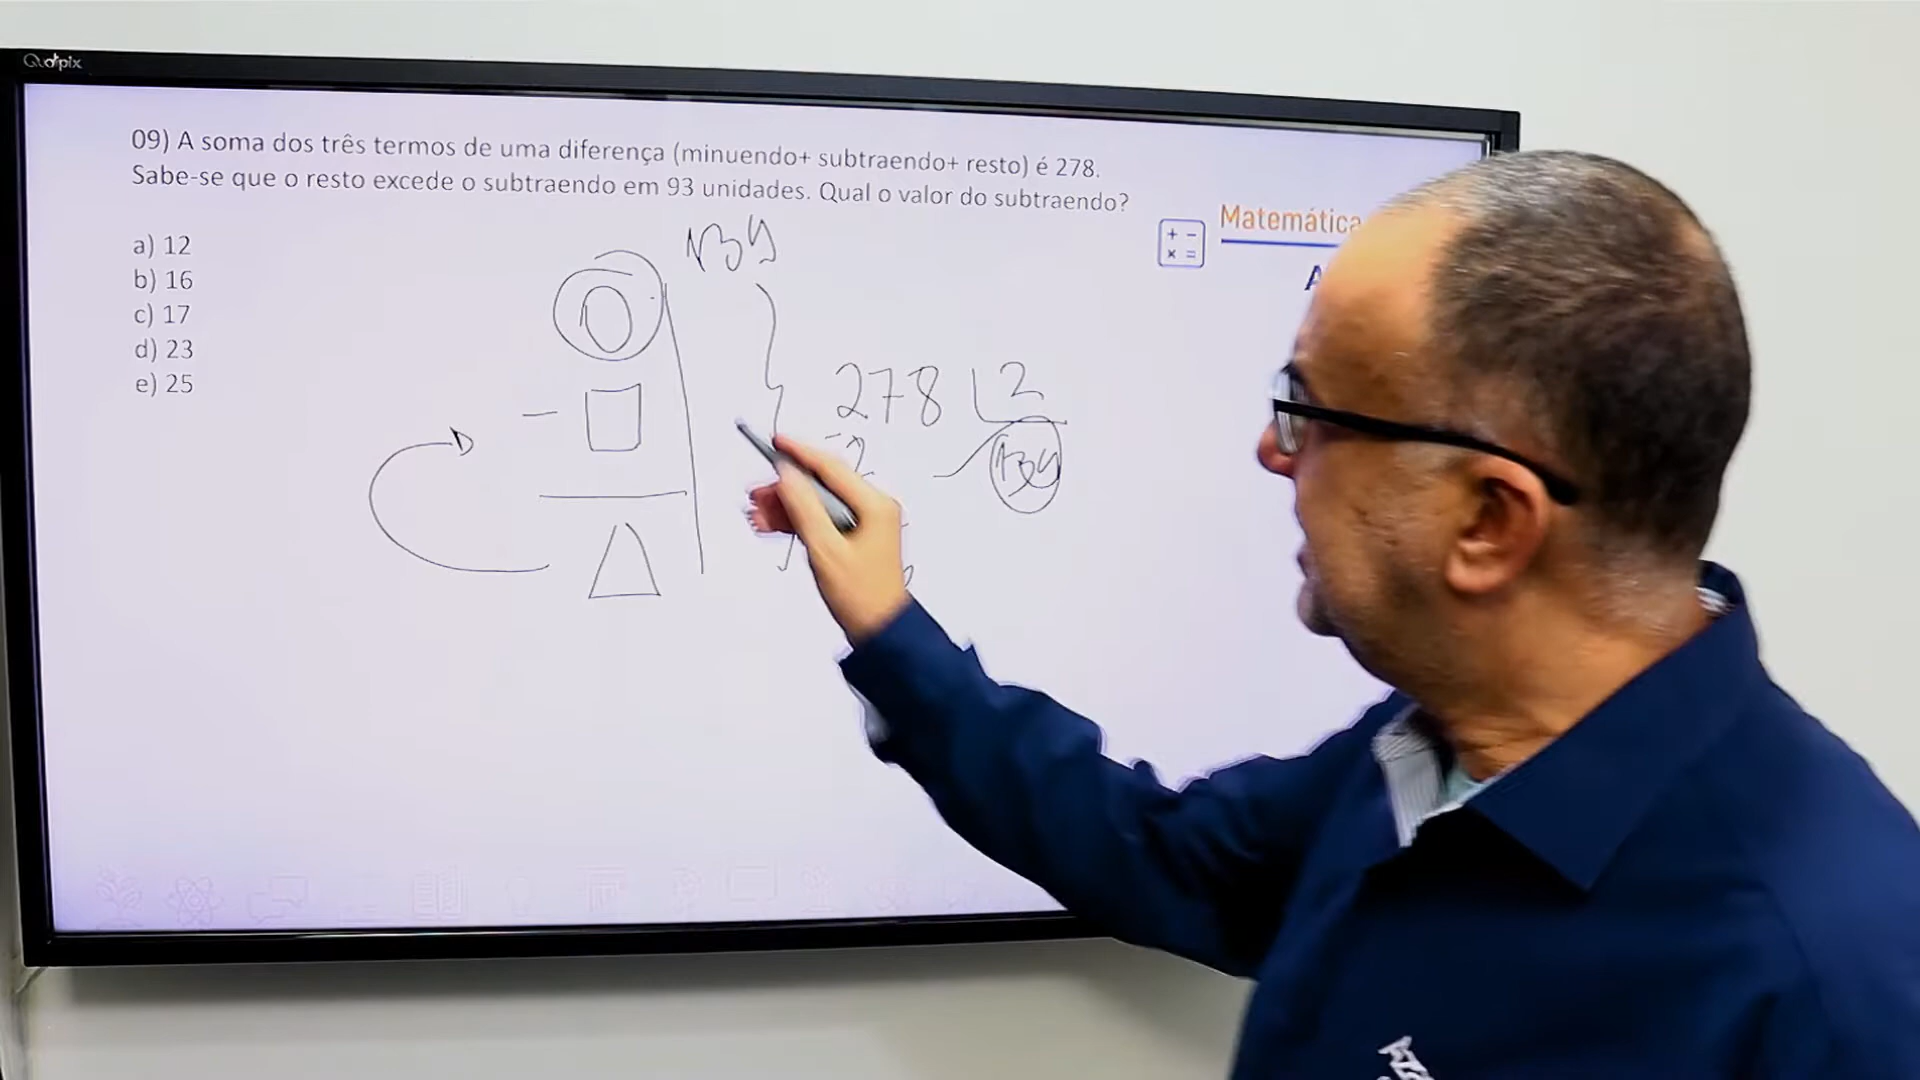 Quatpix
09) A soma dos três termos de uma diferença (minuendo+ subtraendo+ resto) é 278.
Sabe-se que o resto excede o subtraendo em 93 unidades. Qual o valor do subtraendo?
Matemática
a) 12
b) 16
c) 17
d) 23
e) 25
139
278 2
139